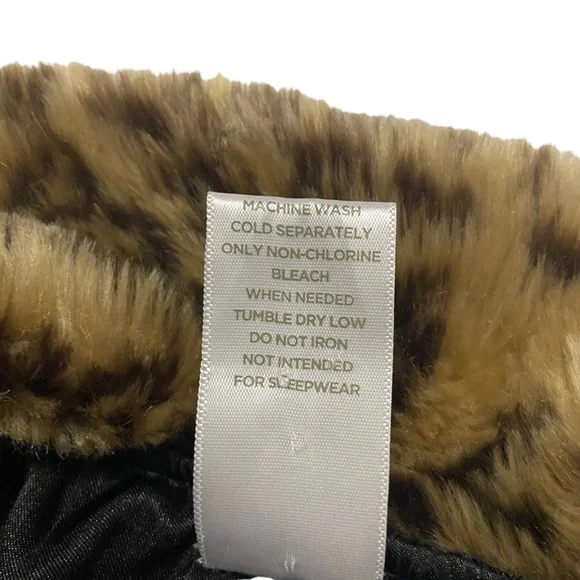 MACHINE WASH
COLD SEPARATELY
ONLY NON-CHLORINE
BLEACH
WHEN NEEDED
TUMBLE DRY LOW
DO NOT IRON
NOT INTENDED
FOR SLEEPWEAR